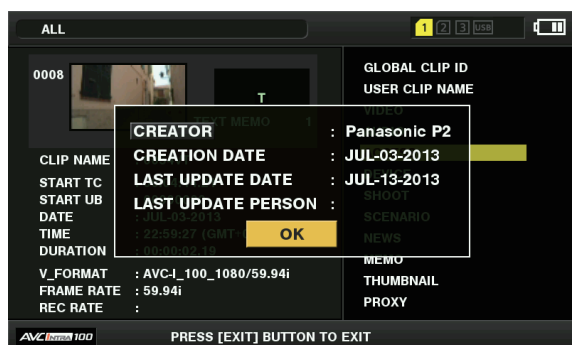 ALL
1 2 3 USB
0008
T
TEXT MEMO 1
GLOBAL CLIP ID
USER CLIP NAME
VIDEO
CREATOR : Panasonic P2
CREATION DATE : JUL-03-2013
LAST UPDATE DATE : JUL-13-2013
LAST UPDATE PERSON :
OK
CLIP NAME
START TC
START UB
DATE : JUL-03-2013
TIME : 22:59:27 (GMT
DURATION : 00:00:02.19
V_FORMAT : AVC-I_100_1080/59.94i
FRAME RATE : 59.94i
REC RATE :
SHOOT
SCENARIO
NEWS
MEMO
THUMBNAIL
PROXY
AVC INTRA 100
PRESS [EXIT] BUTTON TO EXIT